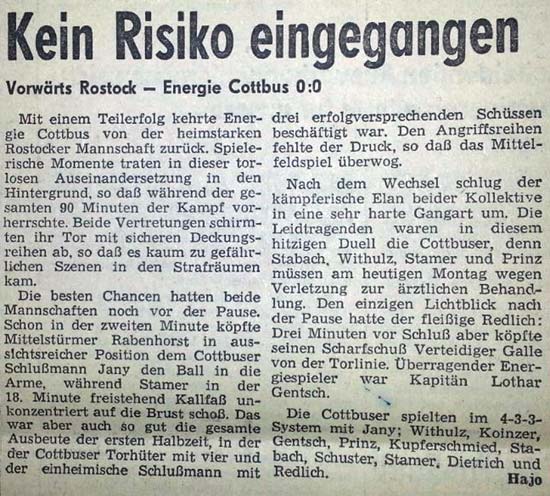 Kein Risiko eingegangen
Vorwärts Rostock — Energie Cottbus 0:0
Mit einem Teilerfolg kehrte Ener-
gie Cottbus von der heimstarken
Rostocker Mannschaft zurück. Spiele-
rische Momente traten in dieser tor-
losen Auseinandersetzung in den
Hintergrund, so daß während der ge-
samten 90 Minuten der Kampf vor-
herrschte. Beide Vertretungen schirm-
ten ihr Tor mit sicheren Deckungs-
reihen ab, so daß es kaum zu gefähr-
lichen Szenen in den Strafräumen
kam.
Die besten Chancen hatten beide
Mannschaften noch vor der Pause.
Schon in der zweiten Minute köpfte
Mittelstürmer Rabenhorst in aus-
sichtsreicher Position dem Cottbuser
Schlußmann Jany den Ball in die
Arme, während Stamer in der
18. Minute freistehend Kallfaß un-
konzentriert auf die Brust schoß. Das
war aber auch so gut die gesamte
Ausbeute der ersten Halbzeit, in der
der Cottbuser Torhüter mit vier und
der einheimische Schlußmann mit
drei erfolgversprechenden Schüssen
beschäftigt war. Den Angriffsreihen
fehlte der Druck, so daß das Mittel-
feldspiel überwog.
Nach dem Wechsel schlug der
kämpferische Elan beider Kollektive
in eine sehr harte Gangart um. Die
Leidtragenden waren in diesem
hitzigen Duell die Cottbuser, denn
Stabach, Withulz, Stamer und Prinz
müssen am heutigen Montag wegen
Verletzung zur ärztlichen Behand-
lung. Den einzigen Lichtblick nach
der Pause hatte der fleißige Redlich:
Drei Minuten vor Schluß aber köpfte
seinen Scharfschuß Verteidiger Galle
von der Torlinie. Überragender Ener-
giespieler war Kapitän Lothar
Gentsch.
Die Cottbuser spielten im 4-3-3-
System mit Jany; Withulz, Koinzer,
Gentsch, Prinz, Kupferschmied, Sta-
bach, Schuster, Stamer, Dietrich und
Redlich.
Hajo